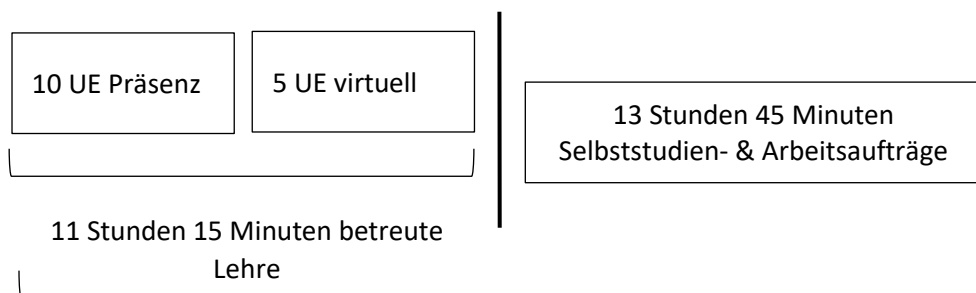 10 UE Präsenz
5 UE virtuell
13 Stunden 45 Minuten
Selbststudien- & Arbeitsaufträge
11 Stunden 15 Minuten betreute
Lehre